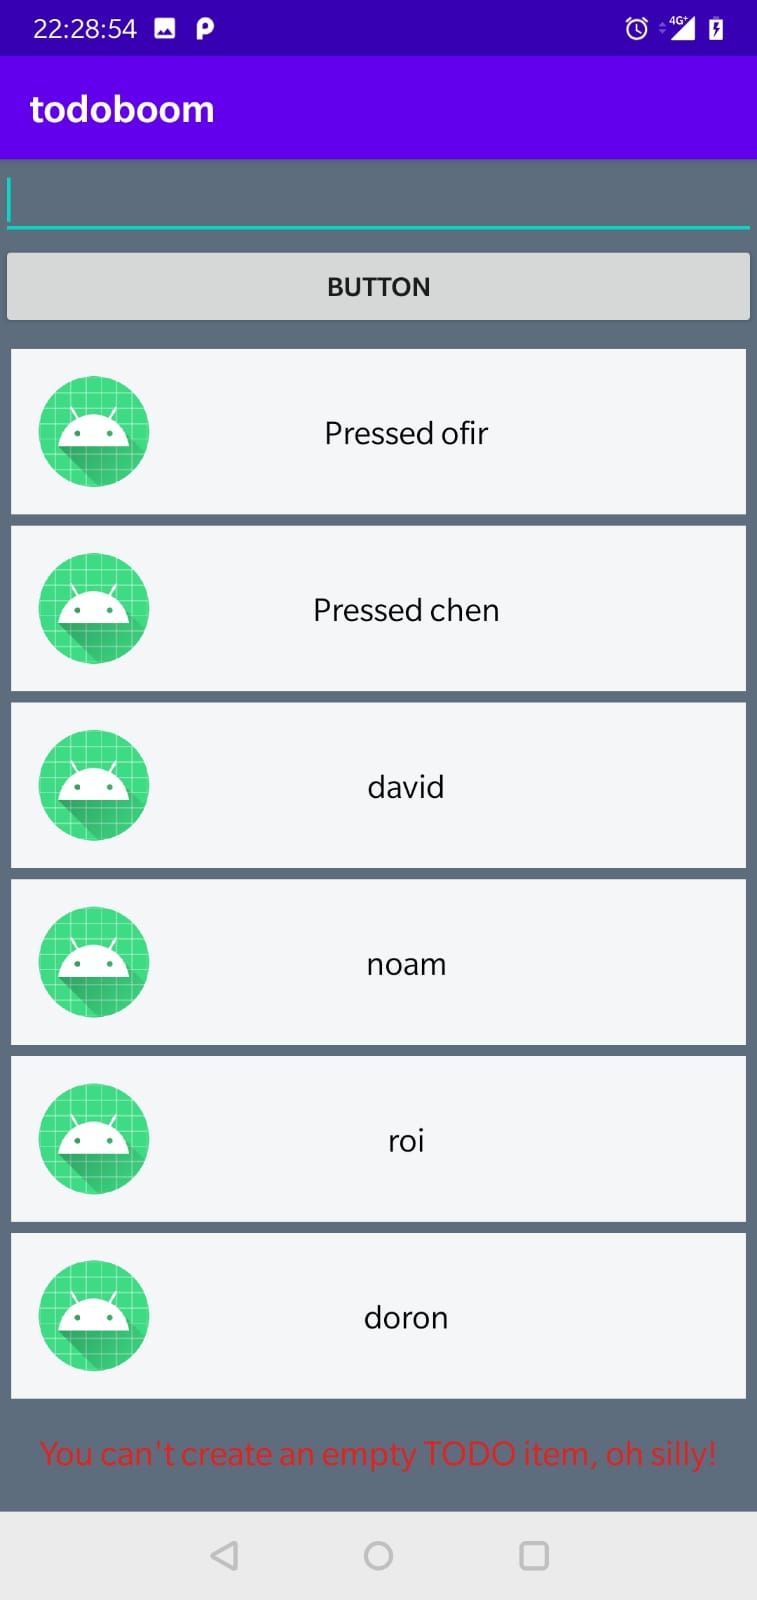 22:28:54
4G+
todoboom
BUTTON
Pressed ofir
Pressed chen
david
noam
roi
doron
You can't create an empty TODO item, oh silly!